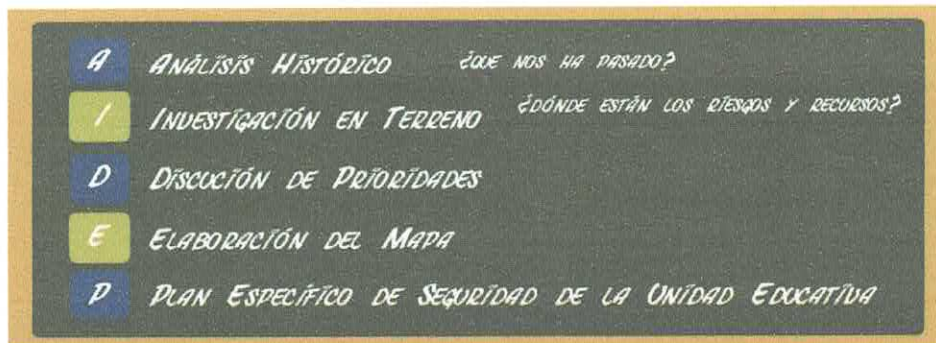 A ANÁLISIS HISTÓRICO ¿QUE NOS HA PASADO?
I INVESTIGACIÓN EN TERRENO ¿DÓNDE ESTÁN LOS RIESGOS Y RECURSOS?
D DISCUCIÓN DE PRIORIDADES
E ELABORACIÓN DEL MAPA
P PLAN ESPECÍFICO DE SEGURIDAD DE LA UNIDAD EDUCATIVA